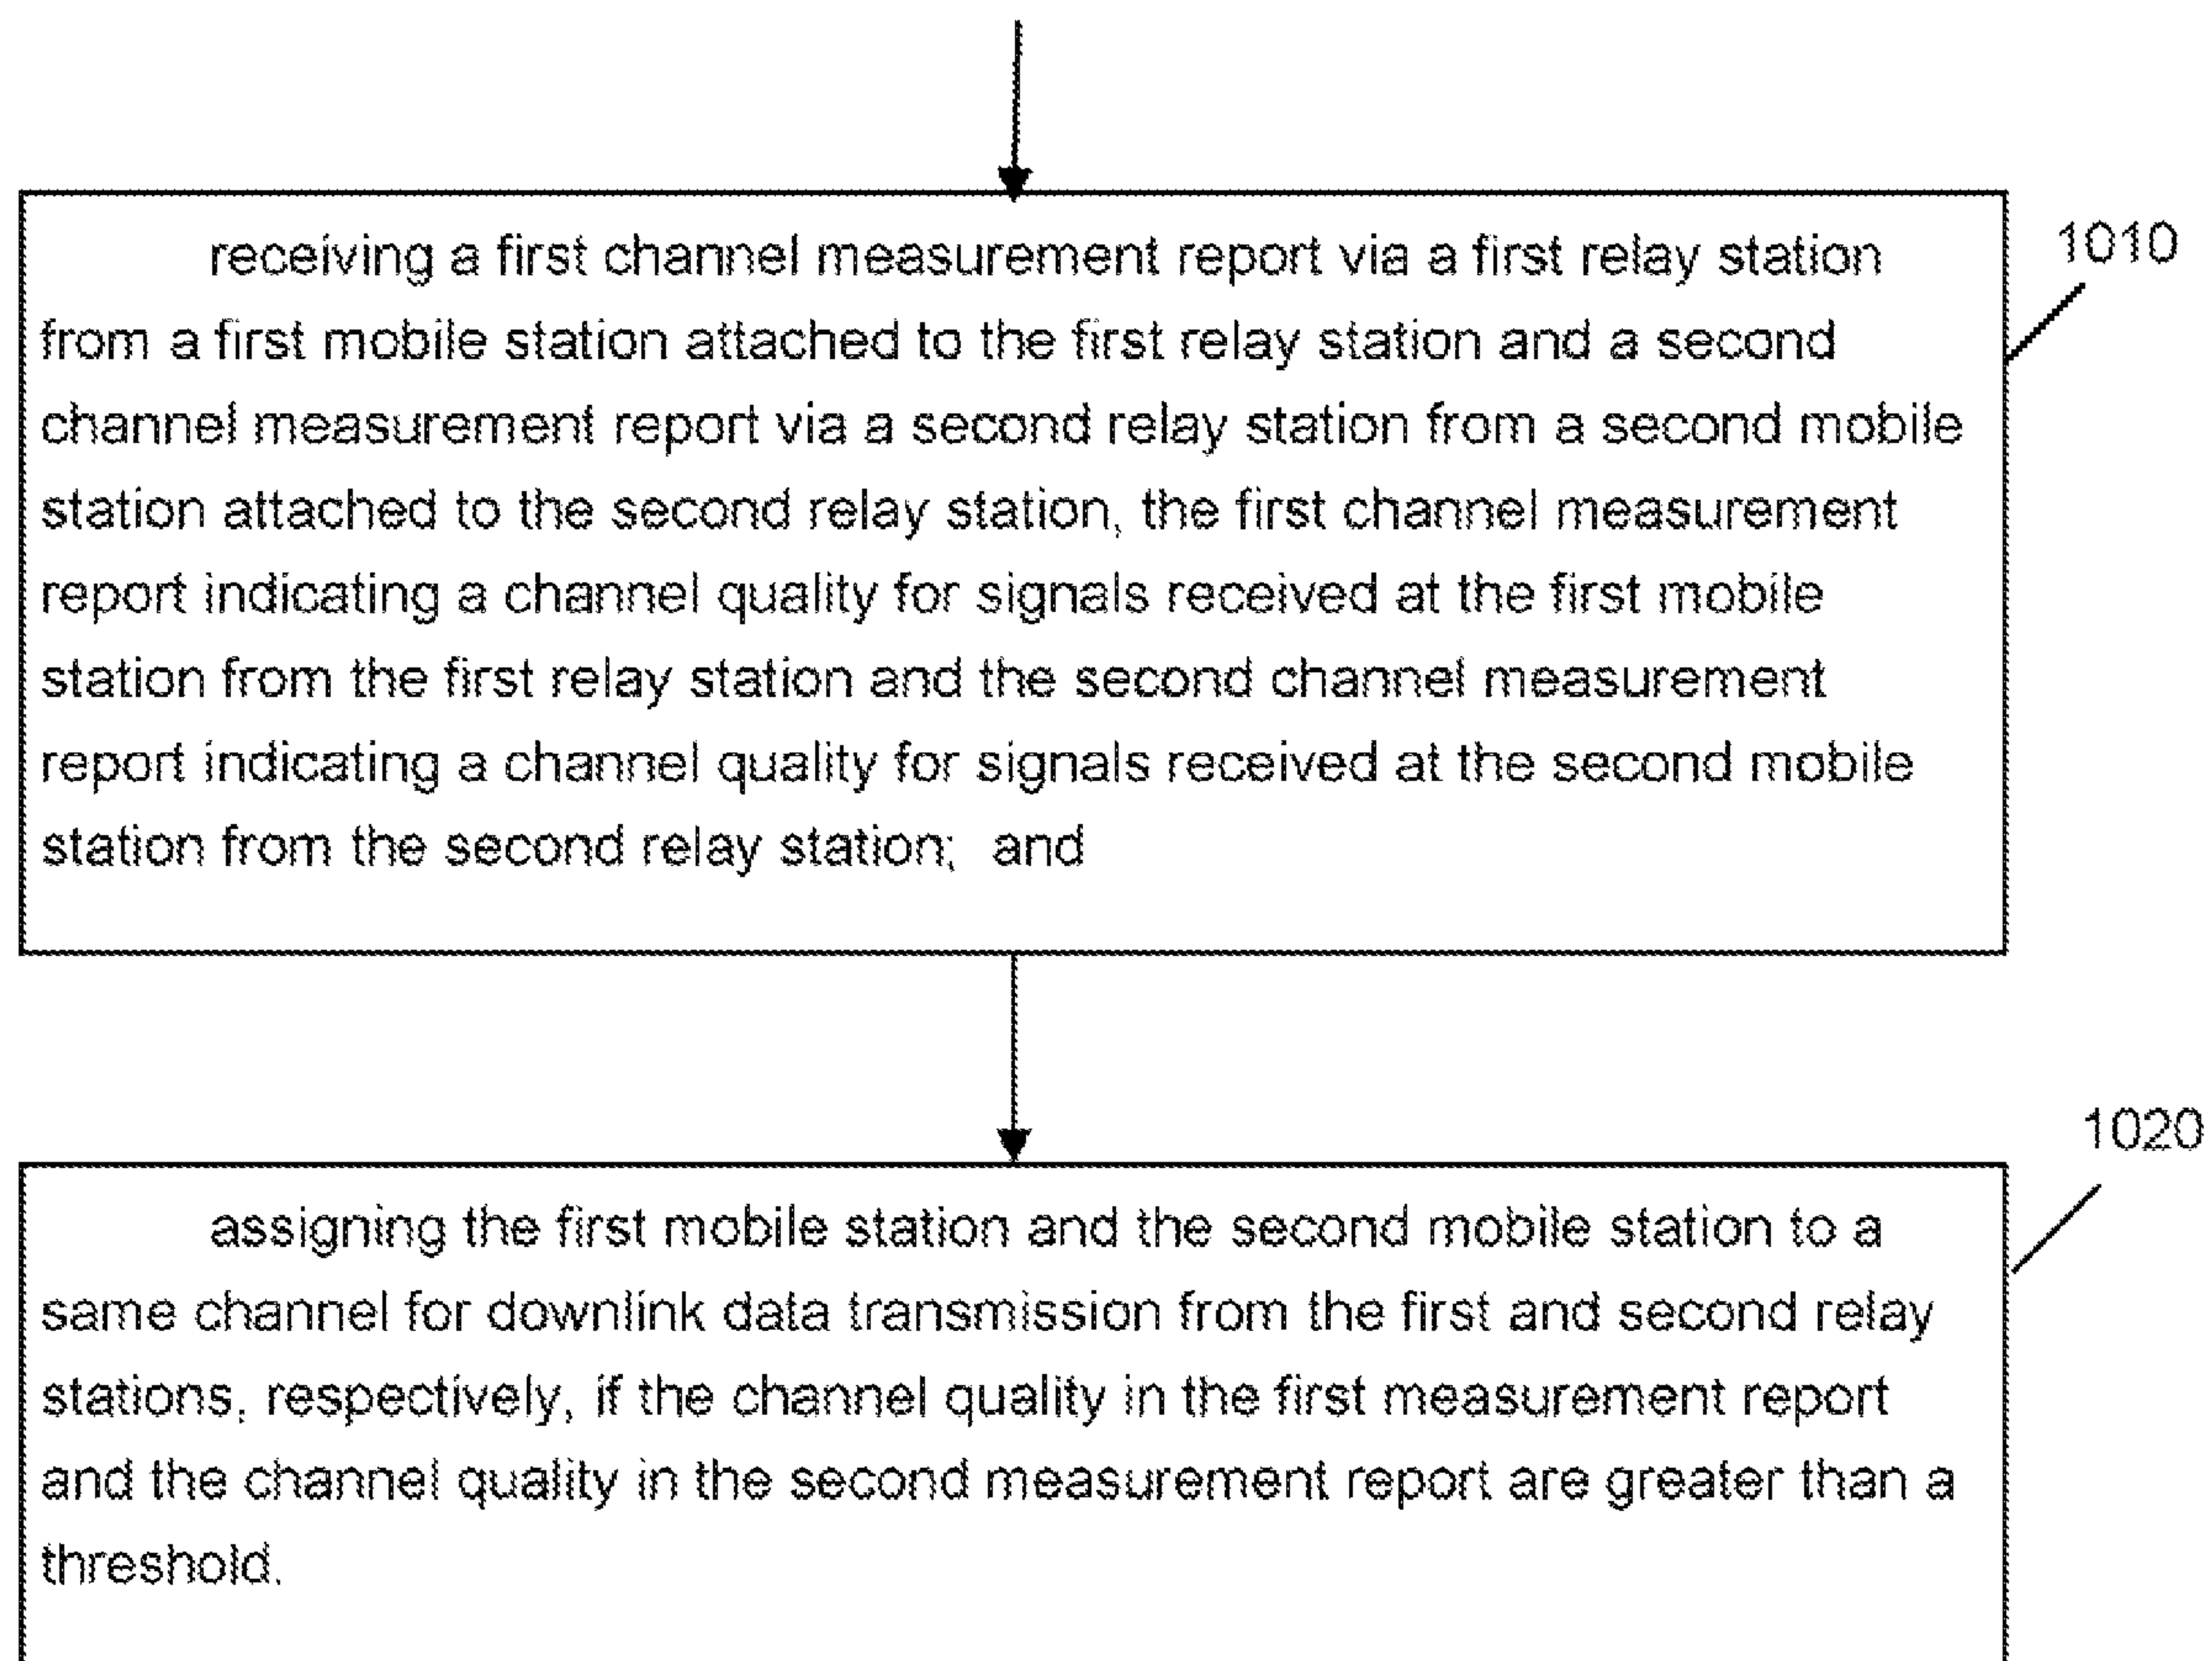 receiving a first channel measurement report via a first relay station
1010
from a first mobile station attached to the first relay station and a second
channel measurement report via a second relay station from a second mobile
station attached to the second relay station, the first channel measurement
report indicating a channel quality for signals received at the first mobile
station from the first relay station and the second channel measurement
report indicating a channel quality for signals received at the second mobile
station from the second relay station; and
1020
assigning the first mobile station and the second mobile station to a
same channel for downlink data transmission from the first and second relay
stations, respectively, if the channel quality in the first measurement report
and the channel quality in the second measurement report are greater than a
threshold.